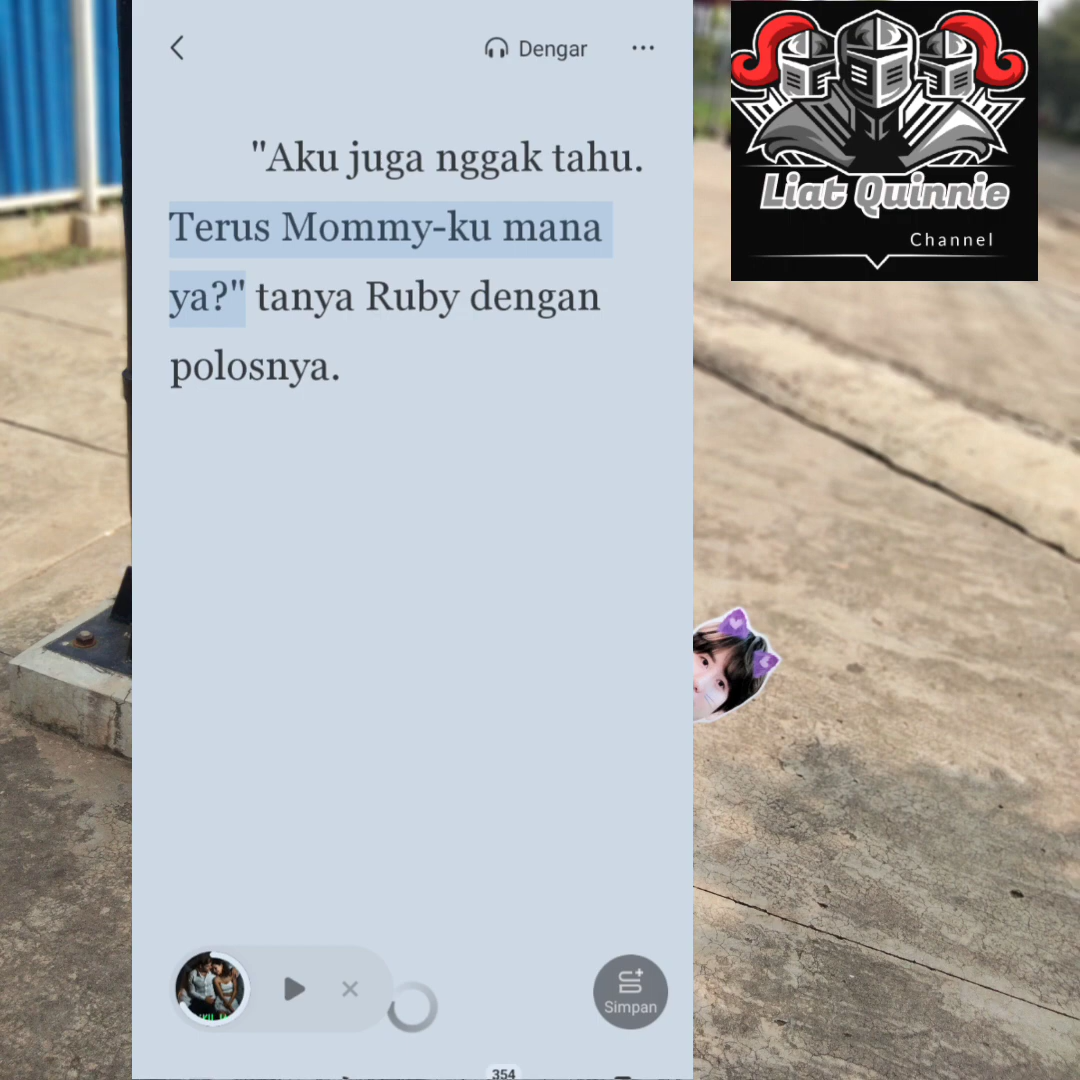 Dengar
"Aku juga nggak tahu.
Terus Mommy-ku mana
ya?" tanya Ruby dengan
polosnya.
Simpan
354
Liat Quinnie
Channel